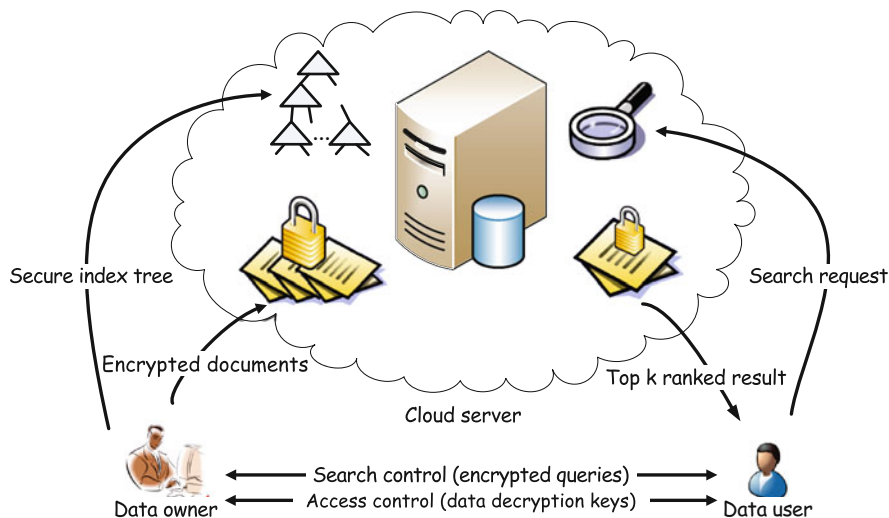 Secure index tree
Search request
Encrypted documents
Top k ranked result
Cloud server
Search control (encrypted queries)
Access control (data decryption keys)
Data owner
Data user